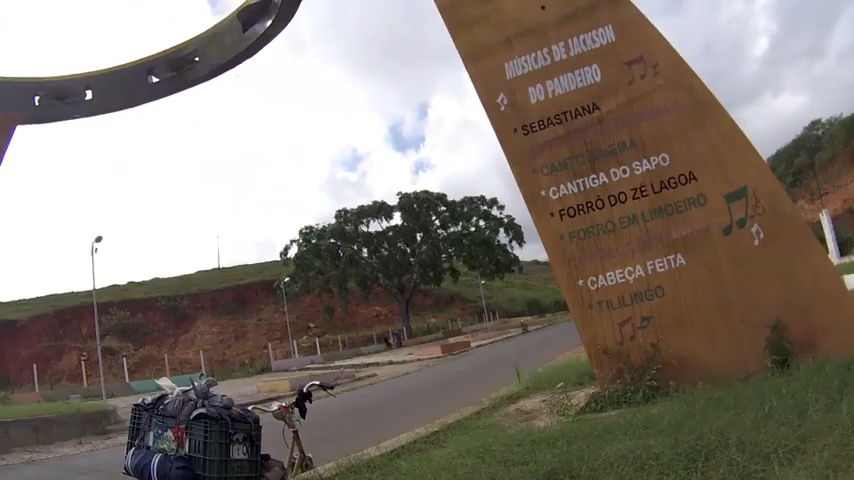 MÚSICAS DE JACKSON
DO PANDEIRO
* SEBASTIANA
CANTO DA EMA
* CANTIGA DO SAPO
* FORRÓ DO ZÉ LAGOA
* FORRO EM LIMOEIRO
* CABEÇA FEITA
* TILILINGO